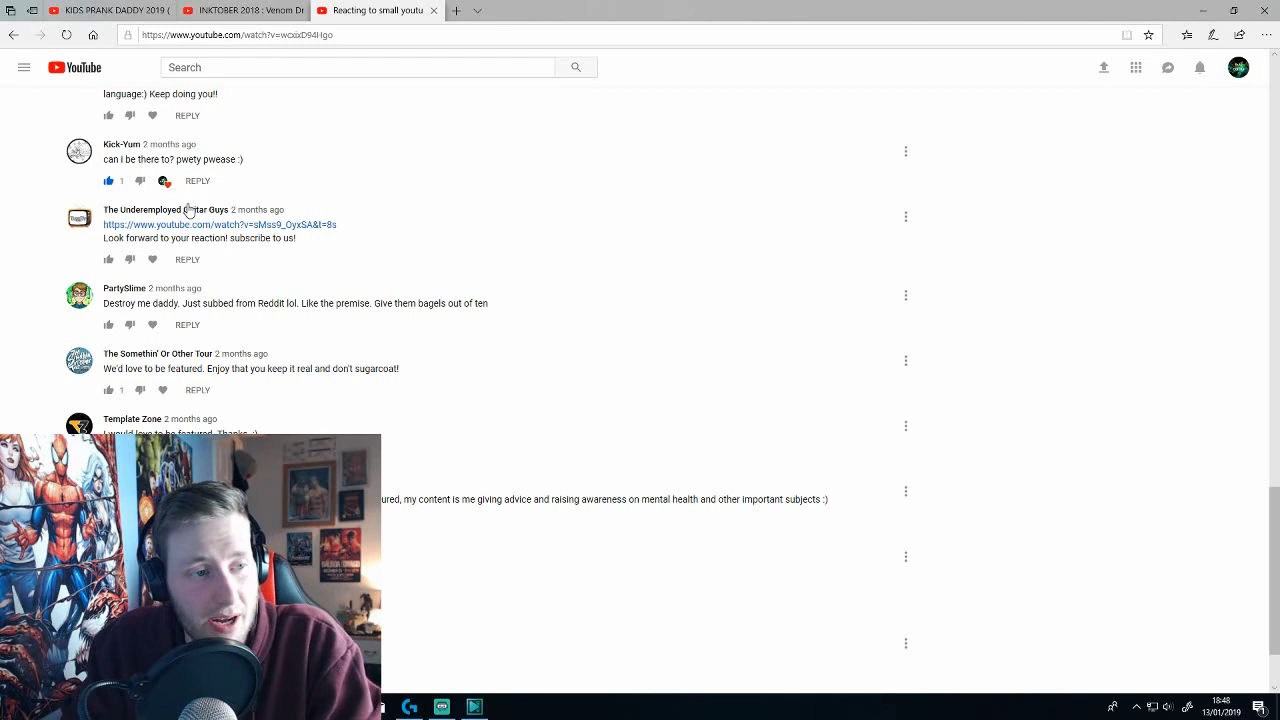 KIDS PRANK DADDY 2019 (
INKTOBER 2018 : Venom Dr
Reacting to small youtu
https://www.youtube.com/watch?v=wcxixD94Hgo
YouTube
Search
language:) Keep doing you!!
REPLY
Kick-Yum 2 months ago
can i be there to? pwety pwease :)
1 REPLY
The Underemployed Guitar Guys 2 months ago
https://www.youtube.com/watch?v=sMss9_OyxSA&t=8s
Look forward to your reaction! subscribe to us!
REPLY
PartySlime 2 months ago
Destroy me daddy. Just subbed from Reddit lol. Like the premise. Give them bagels out of ten
REPLY
The Somethin' Or Other Tour 2 months ago
We'd love to be featured. Enjoy that you keep it real and don't sugarcoat!
1 REPLY
Template Zone 2 months ago
I would love to be featured. Thanks :)
ured, my content is me giving advice and raising awareness on mental health and other important subjects :)
18:48
13/01/2019